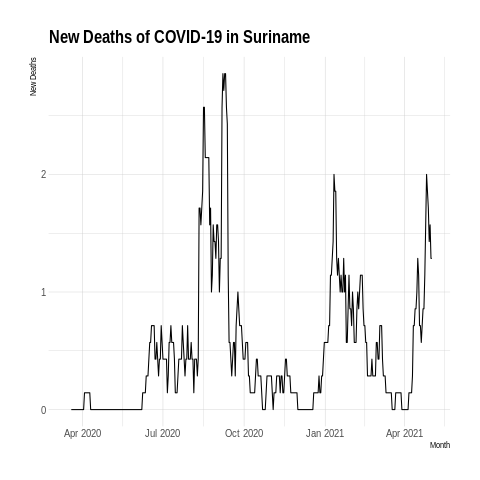 New Deaths of COVID-19 in Suriname
New Deaths
2
1
0
Apr 2020 Jul 2020 Oct 2020 Jan 2021 Apr 2021
Month